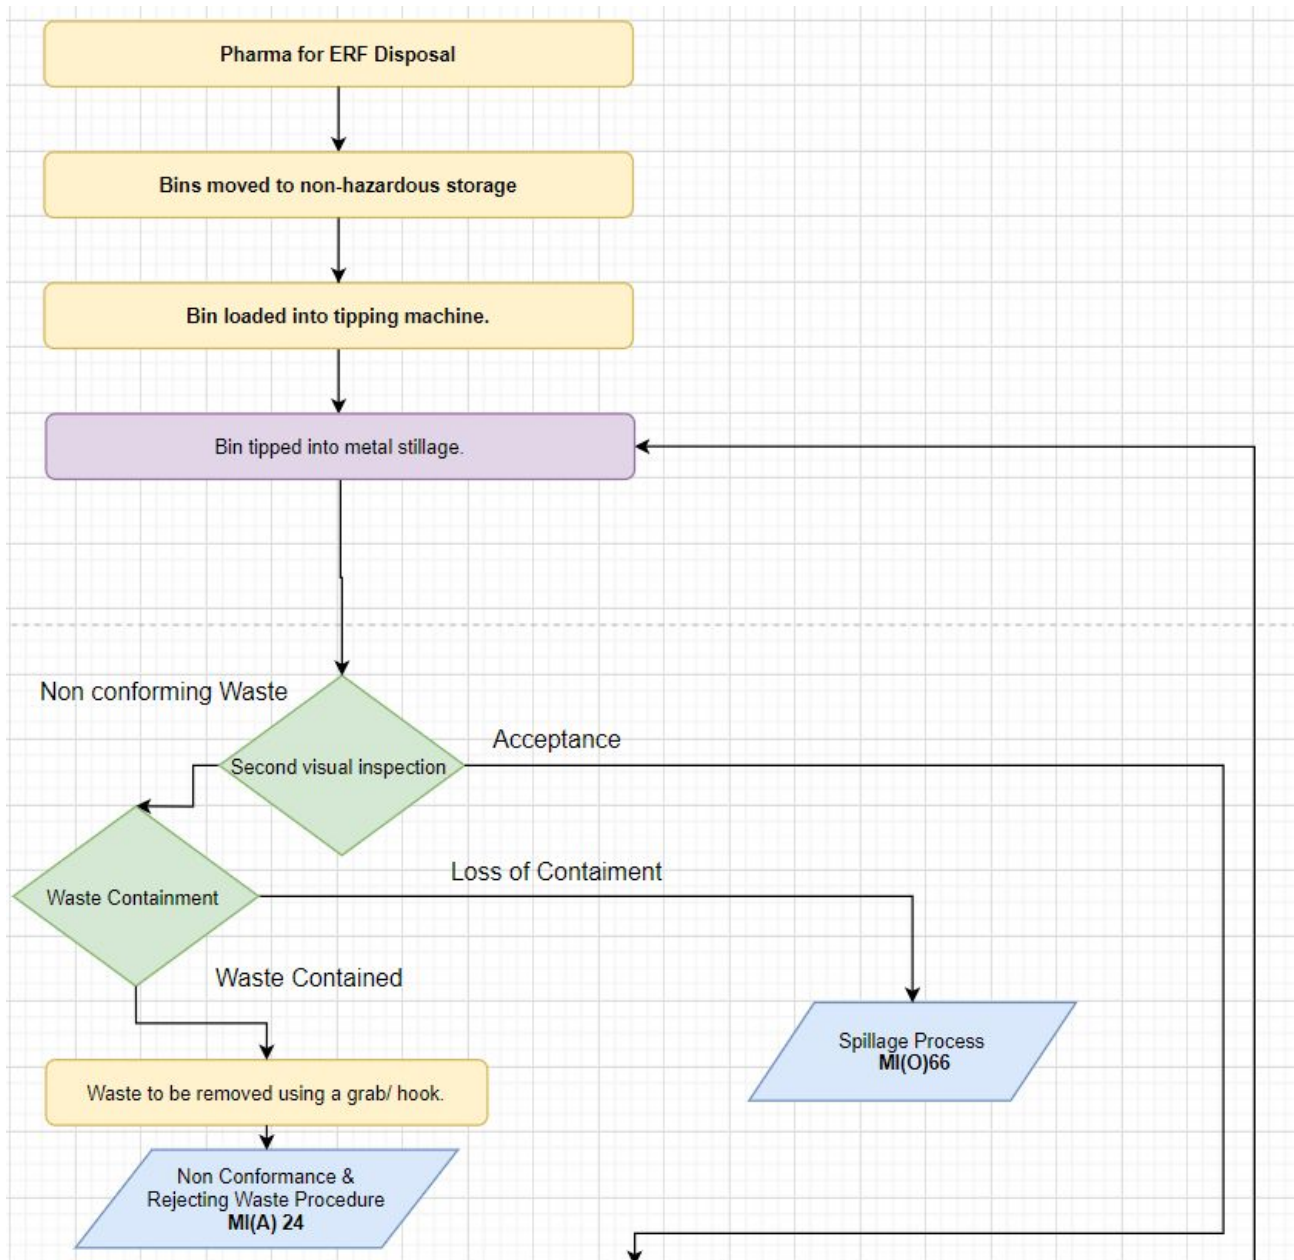 Pharma for ERF Disposal
Bins moved to non-hazardous storage
Bin loaded into tipping machine.
Bin tipped into metal stillage.
Non conforming Waste
Second visual inspection
Acceptance
Waste Containment
Loss of Contaiment
Waste Contained
Spillage Process
MI(O)66
Waste to be removed using a grab/ hook.
Non Conformance &
Rejecting Waste Procedure
MI(A) 24